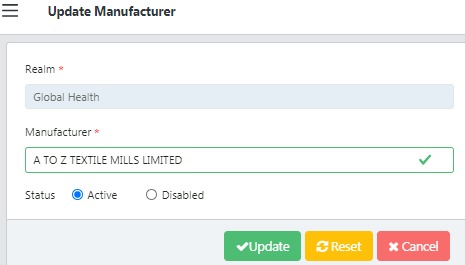 Update Manufacturer
Realm *
Global Health
Manufacturer *
A TO Z TEXTILE MILLS LIMITED
Status Active Disabled
Update Reset Cancel